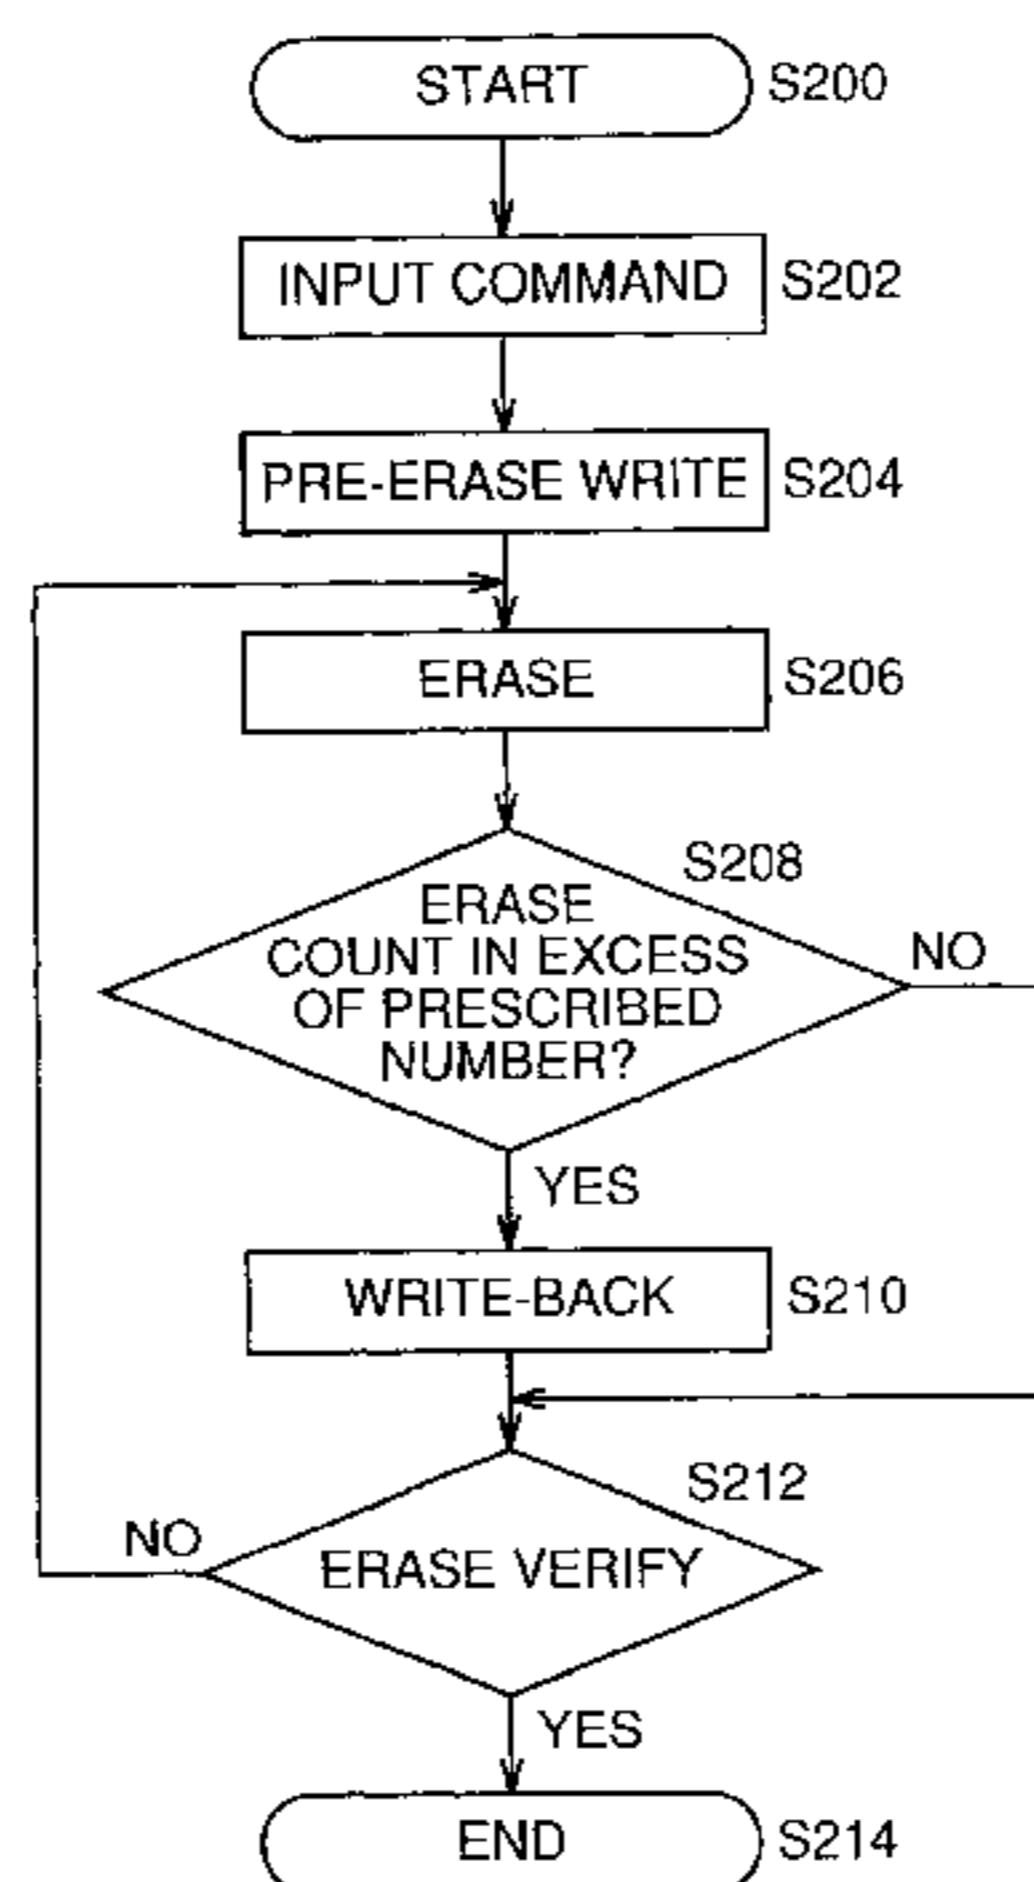 START S200
INPUT COMMAND S202
PRE-ERASE WRITE S204
ERASE S206
S208
ERASE
COUNT IN EXCESS
OF PRESCRIBED
NUMBER?
NO
YES
WRITE-BACK S210
S212
NO
ERASE VERIFY
YES
END S214